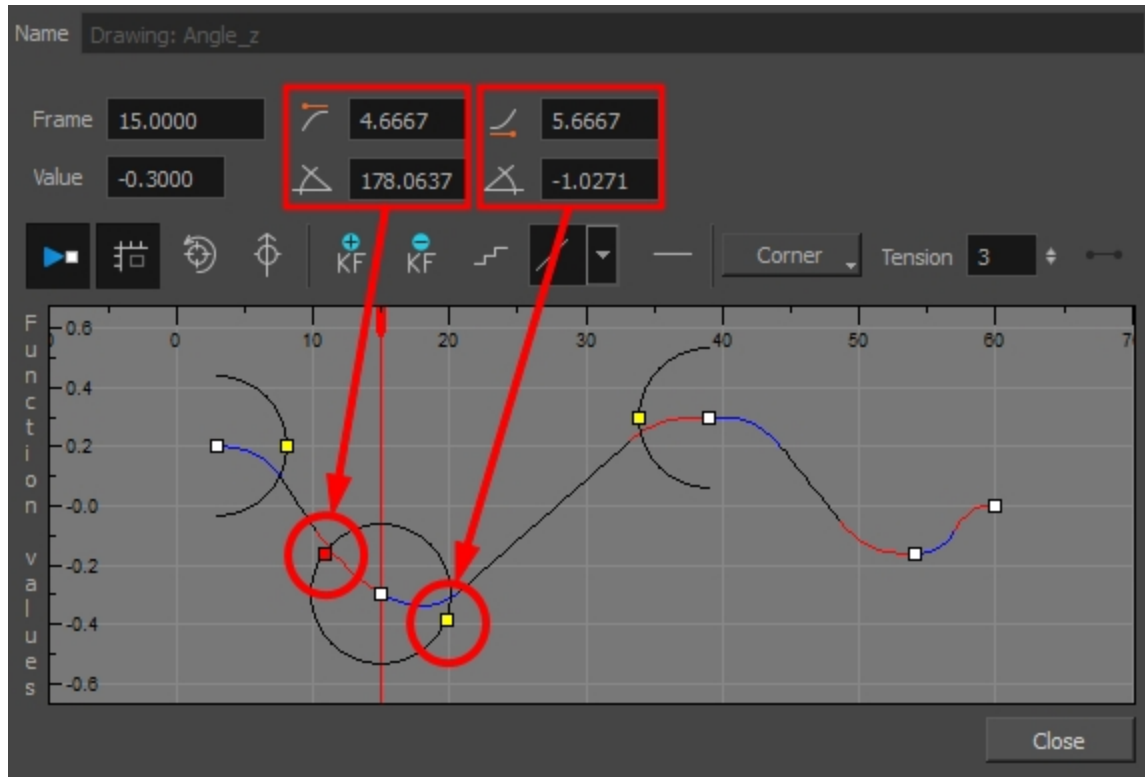 Name Drawing: Angle_z
Frame 15.0000 4.6667 5.6667
Value -0.3000 178.0637 -1.0271
KF KF Corner Tension 3
Function values
0 10 20 30 40 50 60 7
-0.6
-0.4
-0.2
-0.0
-0.2
-0.4
-0.6
Close